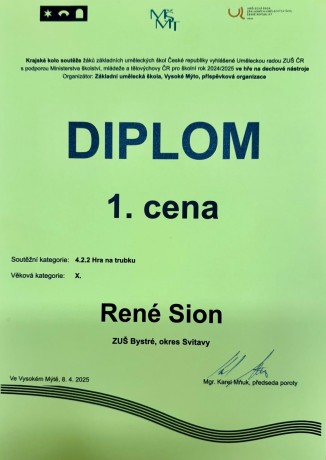 Krajské kolo soutěže žáků základních uměleckých škol České republiky vyhlášené Uměleckou radou ZUŠ ČR
s podporou Ministerstva školství, mládeže a tělovýchovy ČR pro školní rok 2024/2025 ve hře na dechové nástroje
Organizátor: Základní umělecká škola, Vysoké Mýto, příspěvková organizace
DIPLOM
1. cena
Soutěžní kategorie: 4.2.2 Hra na trubku
Věková kategorie: X.
René Sion
ZUŠ Bystré, okres Svitavy
Mgr. Karel Mňuk, předseda poroty
Ve Vysokém Mýtě, 8. 4. 2025